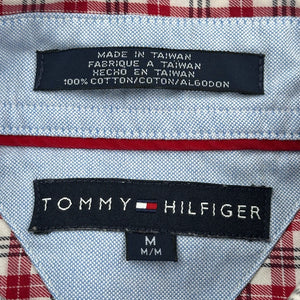 MADE IN TAIWAN
FABRIQUE A TAIWAN
HECHO EN TAIWAN
100% COTTON/COTON/ALGODON
TOMMY HILFIGER
M
M/M